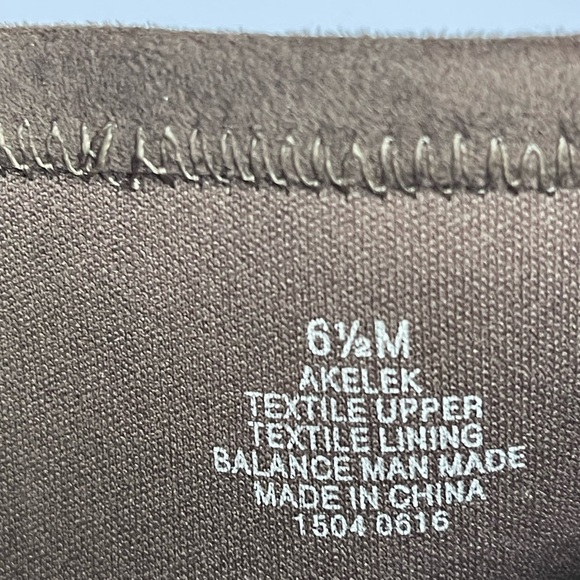 6½M
AKELEK
TEXTILE UPPER
TEXTILE LINING
BALANCE MAN MADE
MADE IN CHINA
1504 0616